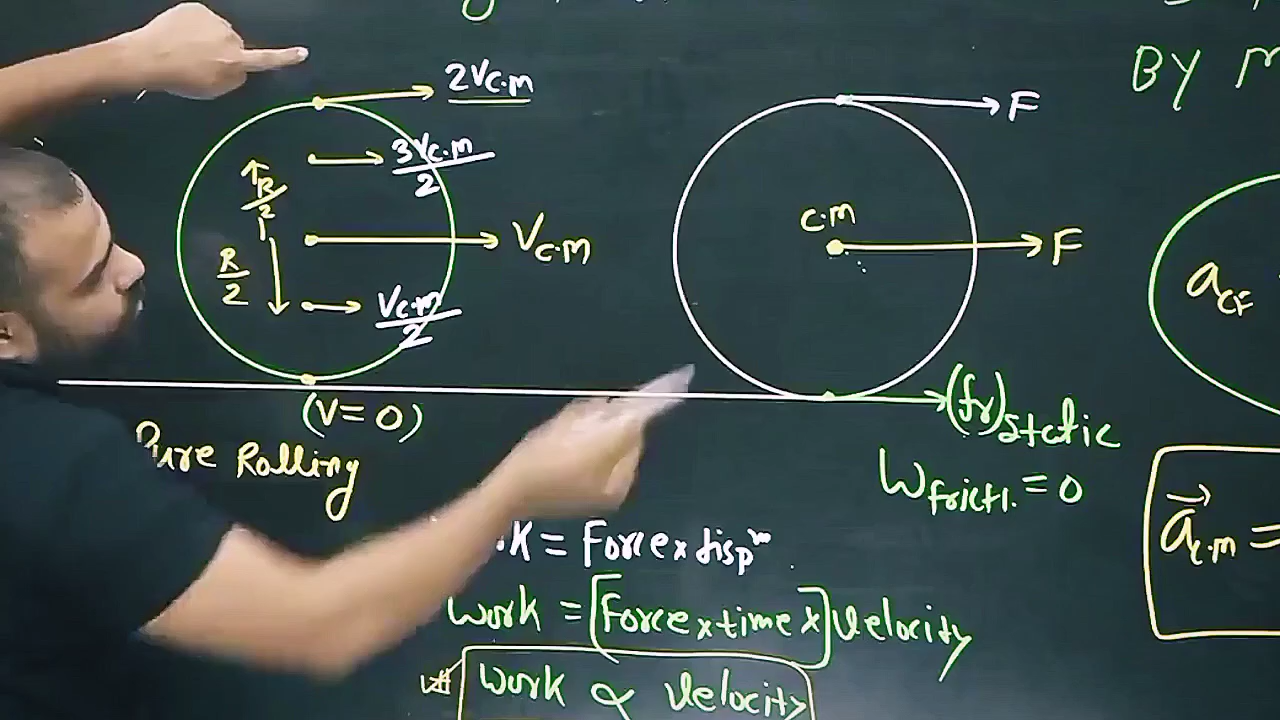 BY M
2Vc.m
F
3Vc.m/2
R/2
c.m
Vc.m
F
R/2
Vc.m/2
aCF
(V=0)
(fr)static
Pure Rolling
Wfricti.=0
= Force x dispⁿ.
ac.m =
Work = [Force x time x] Velocity
Work ∝ Velocity